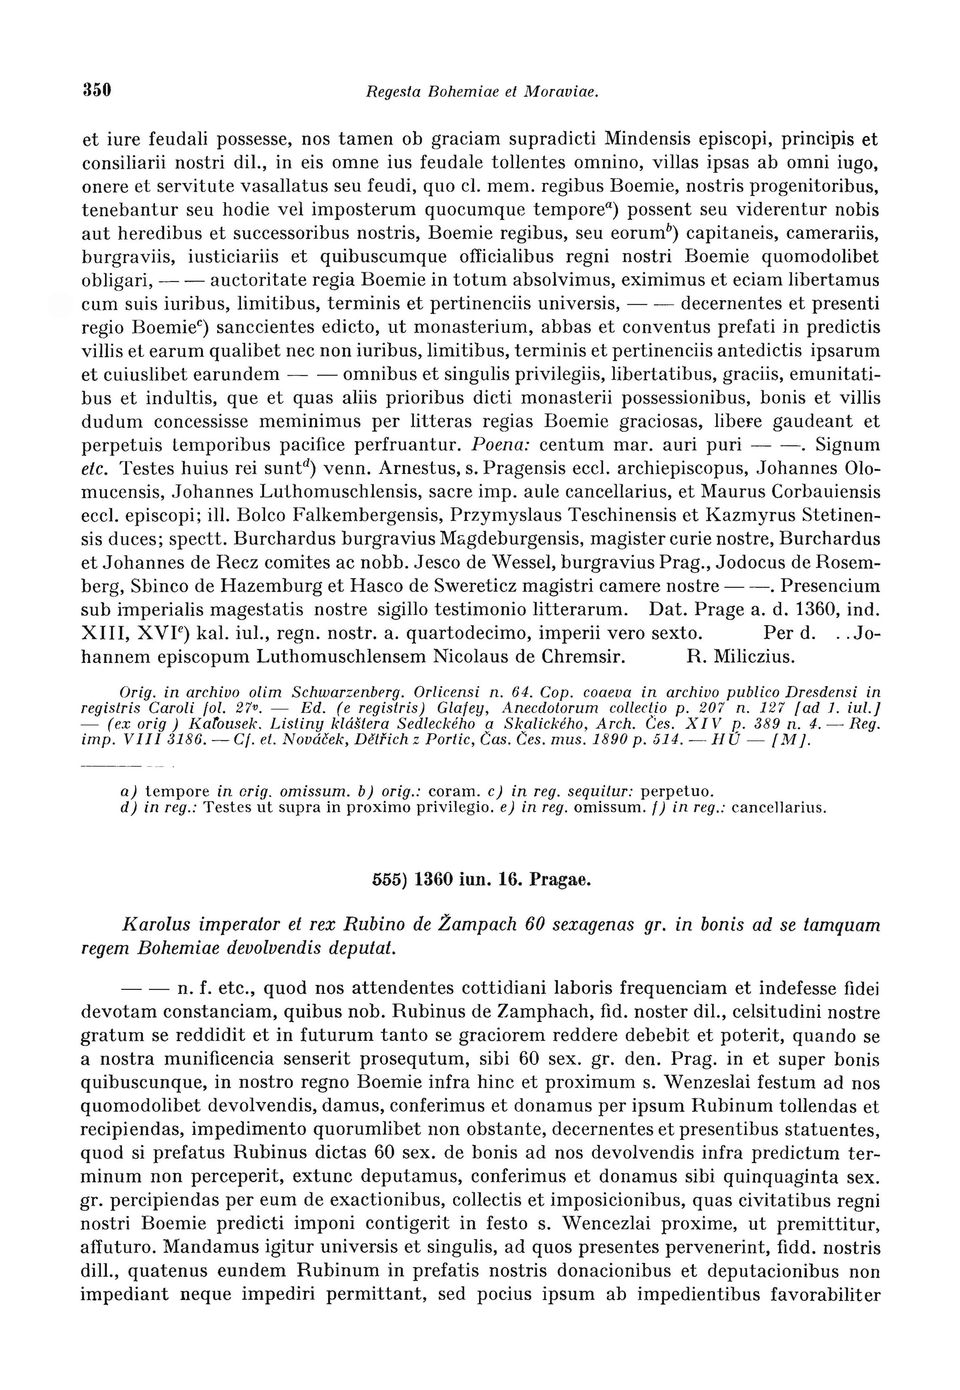 350 Regesta Bohemiae et Moraviae.
et iure feudali possesse, nos tamen ob graciam supradicti Mindensis episcopi, principis et
consiliarii nostri dil., in eis omne ius feudale tollentes omnino, villas ipsas ab omni iugo,
onere et servitute vasallatus seu feudi, quo cl. mem. regibus Boemie, nostris progenitoribus,
tenebantur seu hodie vel imposterum quocumque temporeᵃ) possent seu viderentur nobis
aut heredibus et successoribus nostris, Boemie regibus, seu eorumᵇ) capitaneis, camerariis,
burgraviis, iusticiariis et quibuscumque officialibus regni nostri Boemie quomodolibet
obligari, — — auctoritate regia Boemie in totum absolvimus, eximimus et eciam libertamus
cum suis iuribus, limitibus, terminis et pertinenciis universis, — — decernentes et presenti
regio Boemieᶜ) sanccientes edicto, ut monasterium, abbas et conventus prefati in predictis
villis et earum qualibet nec non iuribus, limitibus, terminis et pertinenciis antedictis ipsarum
et cuiuslibet earundem — — omnibus et singulis privilegiis, libertatibus, graciis, emunitati-
bus et indultis, que et quas aliis prioribus dicti monasterii possessionibus, bonis et villis
dudum concessisse meminimus per litteras regias Boemie graciosas, libere gaudeant et
perpetuis temporibus pacifice perfruantur. Poena: centum mar. auri puri — —. Signum
etc. Testes huius rei suntᵈ) venn. Arnestus, s. Pragensis eccl. archiepiscopus, Johannes Olo-
mucensis, Johannes Luthomuschlensis, sacre imp. aule cancellarius, et Maurus Corbauiensis
eccl. episcopi; ill. Bolco Falkembergensis, Przymyslaus Teschinensis et Kazmyrus Stetinen-
sis duces; spectt. Burchardus burgravius Magdeburgensis, magister curie nostre, Burchardus
et Johannes de Recz comites ac nobb. Jesco de Wessel, burgravius Prag., Jodocus de Rosem-
berg, Sbinco de Hazemburg et Hasco de Swereticz magistri camere nostre — —. Presencium
sub imperialis magestatis nostre sigillo testimonio litterarum. Dat. Prage a. d. 1360, ind.
XIII, XVIᵉ) kal. iul., regn. nostr. a. quartodecimo, imperii vero sexto. Per d. . . Jo-
hannem episcopum Luthomuschlensem Nicolaus de Chremsir. R. Miliczius.
Orig. in archivo olim Schwarzenberg. Orlicensi n. 64. Cop. coaeva in archivo publico Dresdensi in
registris Caroli fol. 27ᵛ. — Ed. (e registris) Glafey, Anecdotorum collectio p. 207 n. 127 [ad 1. iul.]
— (ex orig ) Kaťousek. Listiny kláštera Sedleckého a Skalického, Arch. Čes. XIV p. 389 n. 4. — Reg.
imp. VIII 3186. — Cf. et. Nováček, Dětřich z Portic, Čas. Čes. mus. 1890 p. 514. — HÚ — [M].
a) tempore in orig. omissum. b) orig.: coram. c) in reg. sequitur: perpetuo.
d) in reg.: Testes ut supra in proximo privilegio. e) in reg. omissum. f) in reg.: cancellarius.
555) 1360 iun. 16. Pragae.
Karolus imperator et rex Rubino de Žampach 60 sexagenas gr. in bonis ad se tamquam
regem Bohemiae devolvendis deputat.
— — n. f. etc., quod nos attendentes cottidiani laboris frequenciam et indefesse fidei
devotam constanciam, quibus nob. Rubinus de Zamphach, fid. noster dil., celsitudini nostre
gratum se reddidit et in futurum tanto se graciorem reddere debebit et poterit, quando se
a nostra munificencia senserit prosequtum, sibi 60 sex. gr. den. Prag. in et super bonis
quibuscunque, in nostro regno Boemie infra hinc et proximum s. Wenzeslai festum ad nos
quomodolibet devolvendis, damus, conferimus et donamus per ipsum Rubinum tollendas et
recipiendas, impedimento quorumlibet non obstante, decernentes et presentibus statuentes,
quod si prefatus Rubinus dictas 60 sex. de bonis ad nos devolvendis infra predictum ter-
minum non perceperit, extunc deputamus, conferimus et donamus sibi quinquaginta sex.
gr. percipiendas per eum de exactionibus, collectis et imposicionibus, quas civitatibus regni
nostri Boemie predicti imponi contigerit in festo s. Wencezlai proxime, ut premittitur,
affuturo. Mandamus igitur universis et singulis, ad quos presentes pervenerint, fidd. nostris
dill., quatenus eundem Rubinum in prefatis nostris donacionibus et deputacionibus non
impediant neque impediri permittant, sed pocius ipsum ab impedientibus favorabiliter